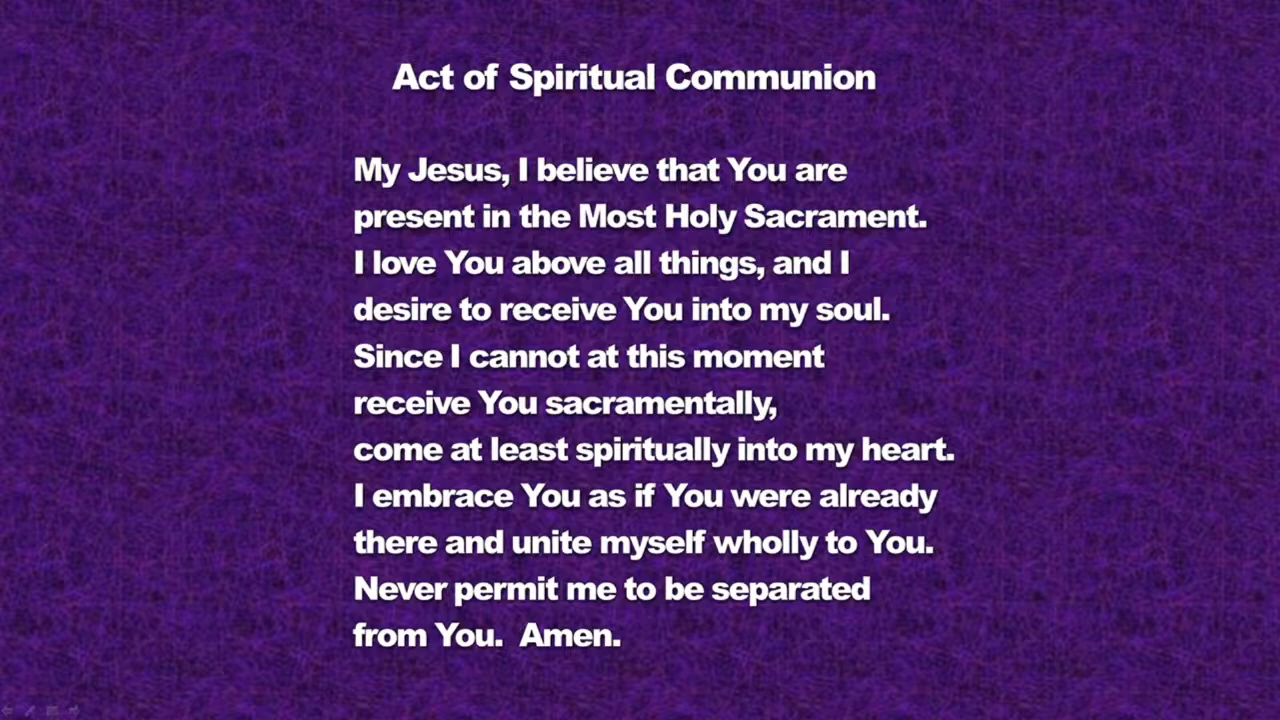 Act of Spiritual Communion
My Jesus, I believe that You are
present in the Most Holy Sacrament.
I love You above all things, and I
desire to receive You into my soul.
Since I cannot at this moment
receive You sacramentally,
come at least spiritually into my heart.
I embrace You as if You were already
there and unite myself wholly to You.
Never permit me to be separated
from You.  Amen.